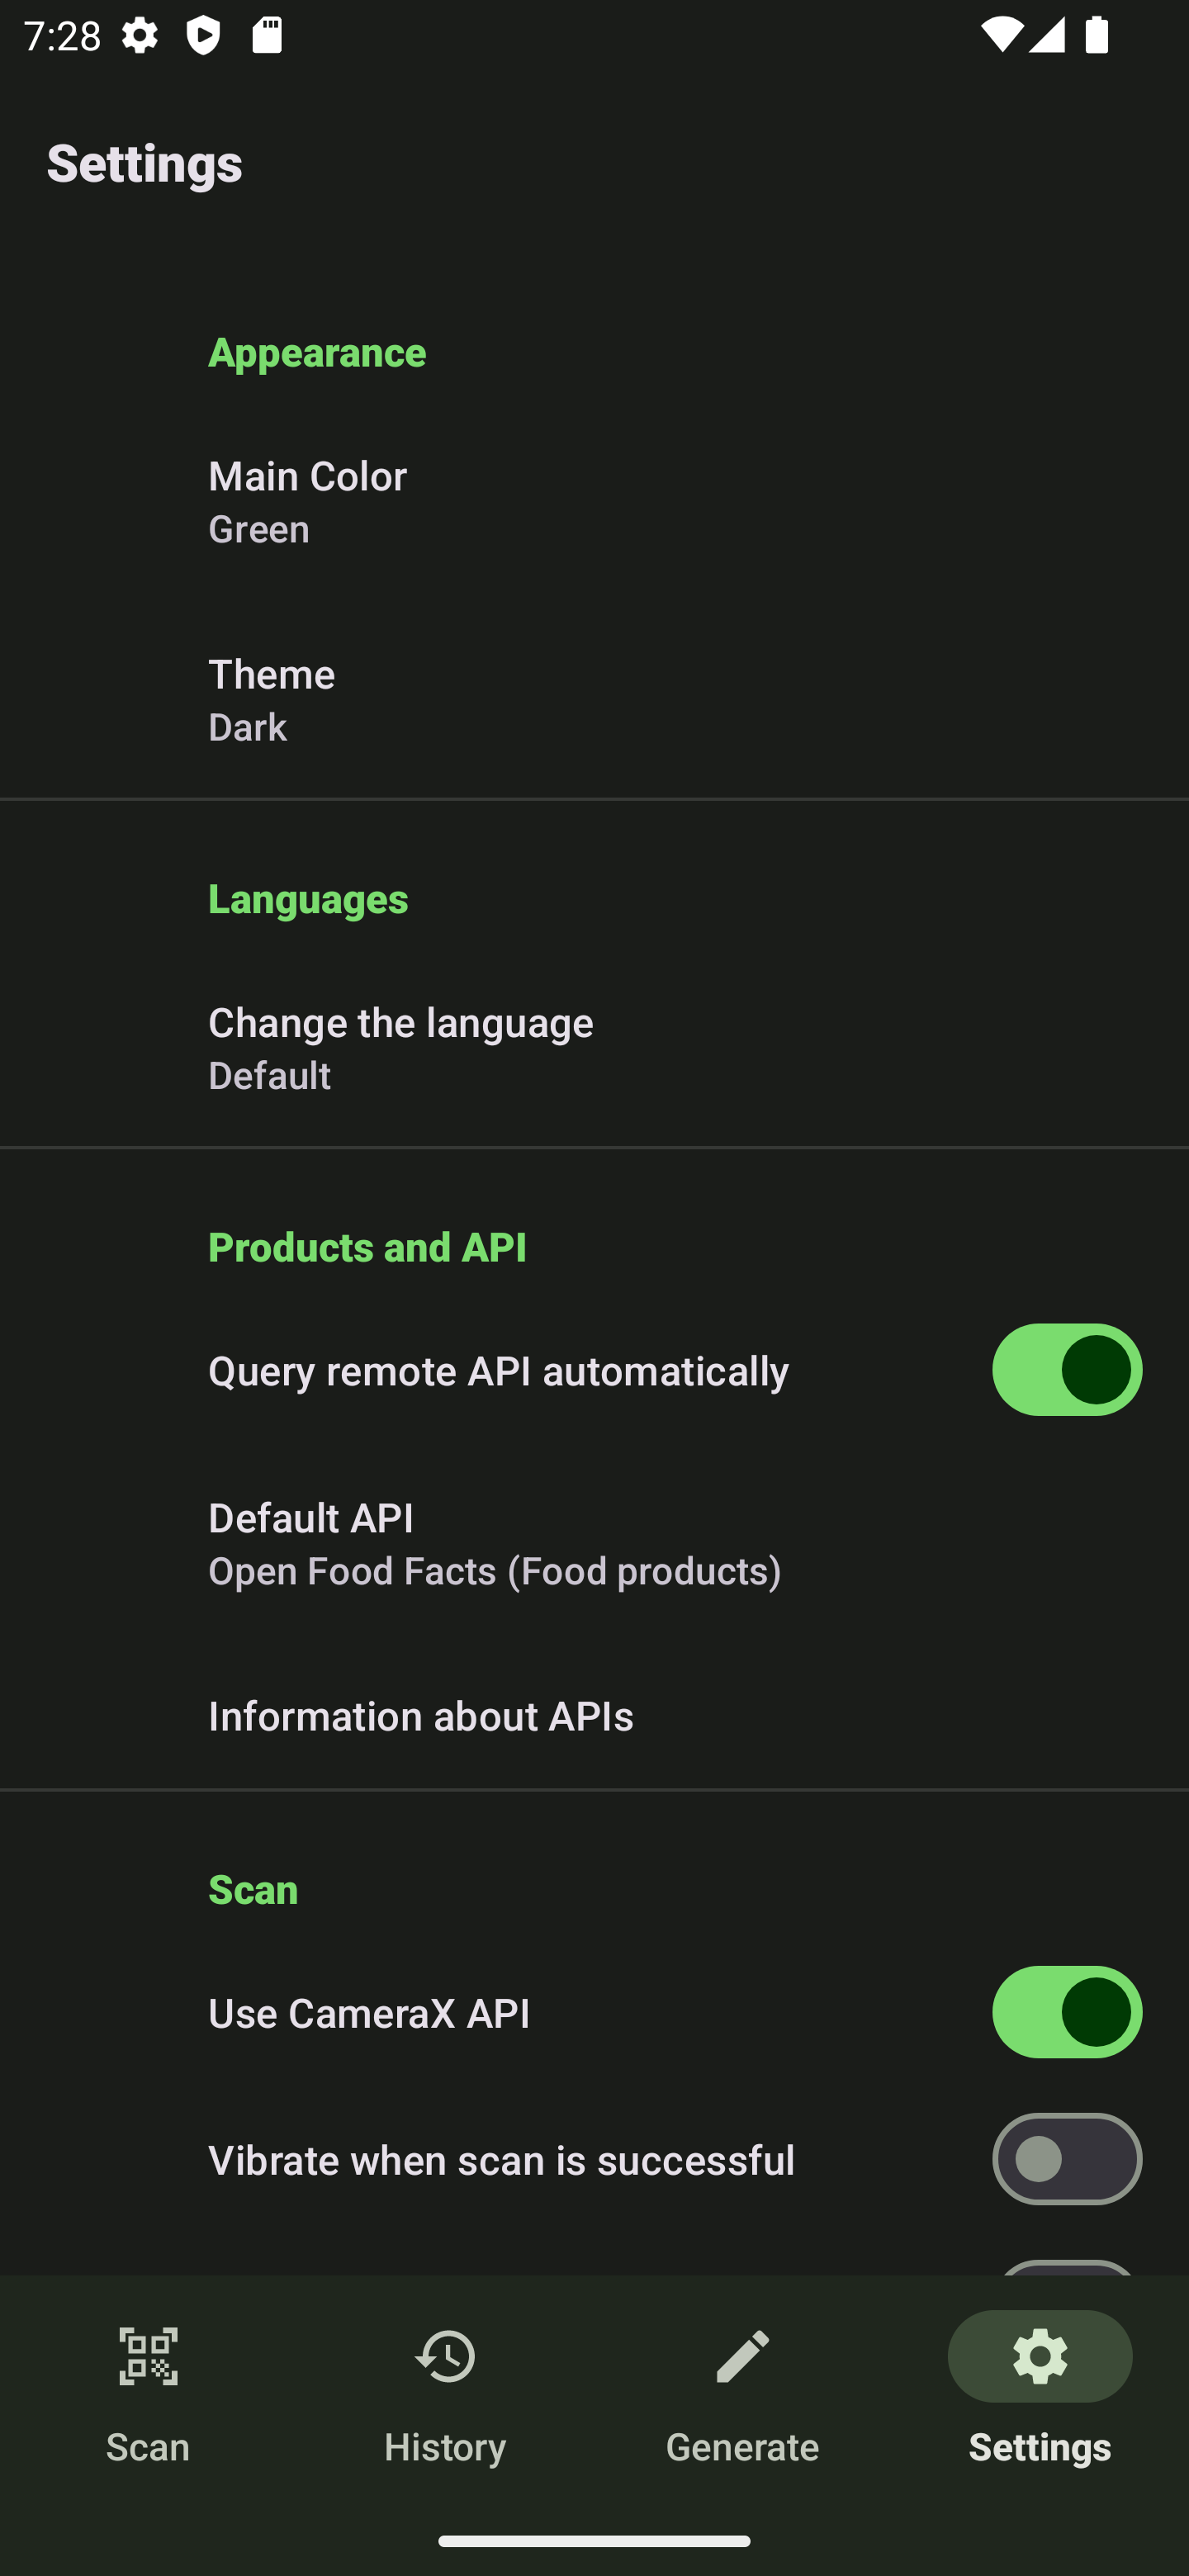 7:28
Settings
Appearance
Main Color
Green
Theme
Dark
Languages
Change the language
Default
Products and API
Query remote API automatically
Default API
Open Food Facts (Food products)
Information about APIs
Scan
Use CameraX API
Vibrate when scan is successful
Scan
History
Generate
Settings